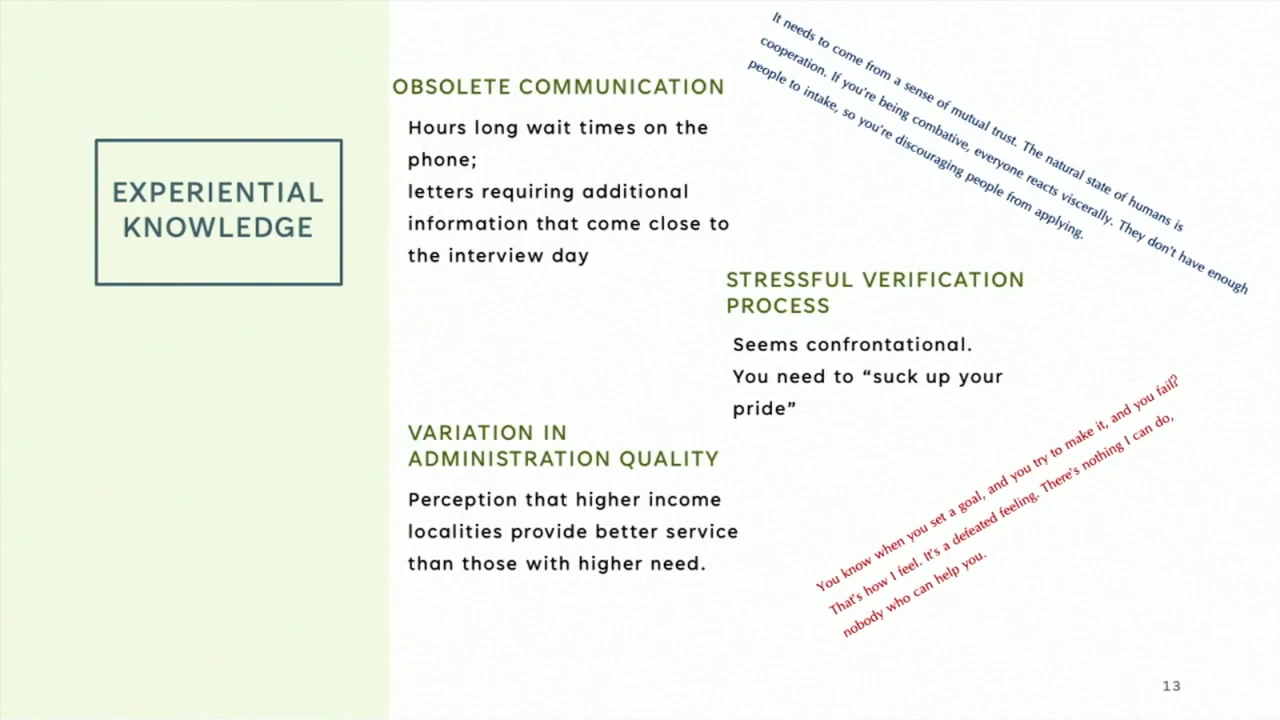 EXPERIENTIAL
KNOWLEDGE
OBSOLETE COMMUNICATION
Hours long wait times on the
phone;
letters requiring additional
information that come close to
the interview day
It needs to come from a sense of mutual trust. The natural state of humans is
cooperation. If you're being combative, everyone reacts viscerally. They don't have enough
people to intake, so you're discouraging people from applying.
STRESSFUL VERIFICATION
PROCESS
Seems confrontational.
You need to “suck up your
pride”
VARIATION IN
ADMINISTRATION QUALITY
Perception that higher income
localities provide better service
than those with higher need.
You know when you set a goal, and you try to make it, and you fail?
That's how I feel. It's a defeated feeling. There's nothing I can do,
nobody who can help you.
13